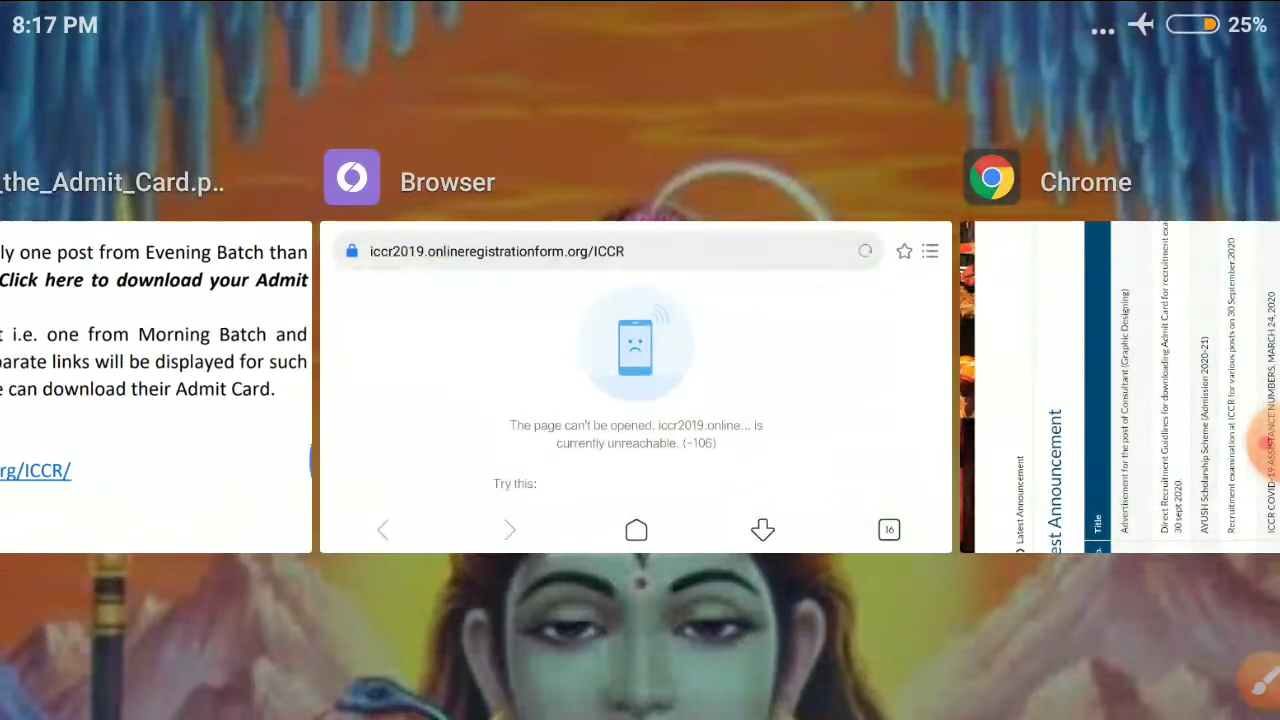 8:17 PM
25%
_the_Admit_Card.p..
Browser
Chrome
ly one post from Evening Batch than
Click here to download your Admit
t i.e. one from Morning Batch and
parate links will be displayed for such
e can download their Admit Card.
rg/ICCR/
iccr2019.onlineregistrationform.org/ICCR
The page can't be opened. iccr2019.online... is
currently unreachable. (-106)
Try this:
16
Latest Announcement
est Announcement
Title
Advertisement for the post of Consultant (Graphic Designing)
Direct Recruitment Guidlines for downloading Admit Card for recruitment exa
30 sept 2020.
AYUSH Scholarship Scheme (Admission 2020-21)
Recruitment examination at ICCR for various posts on 30 September,2020
ICCR COVID-19 ASSISTANCE NUMBERS, MARCH 24, 2020